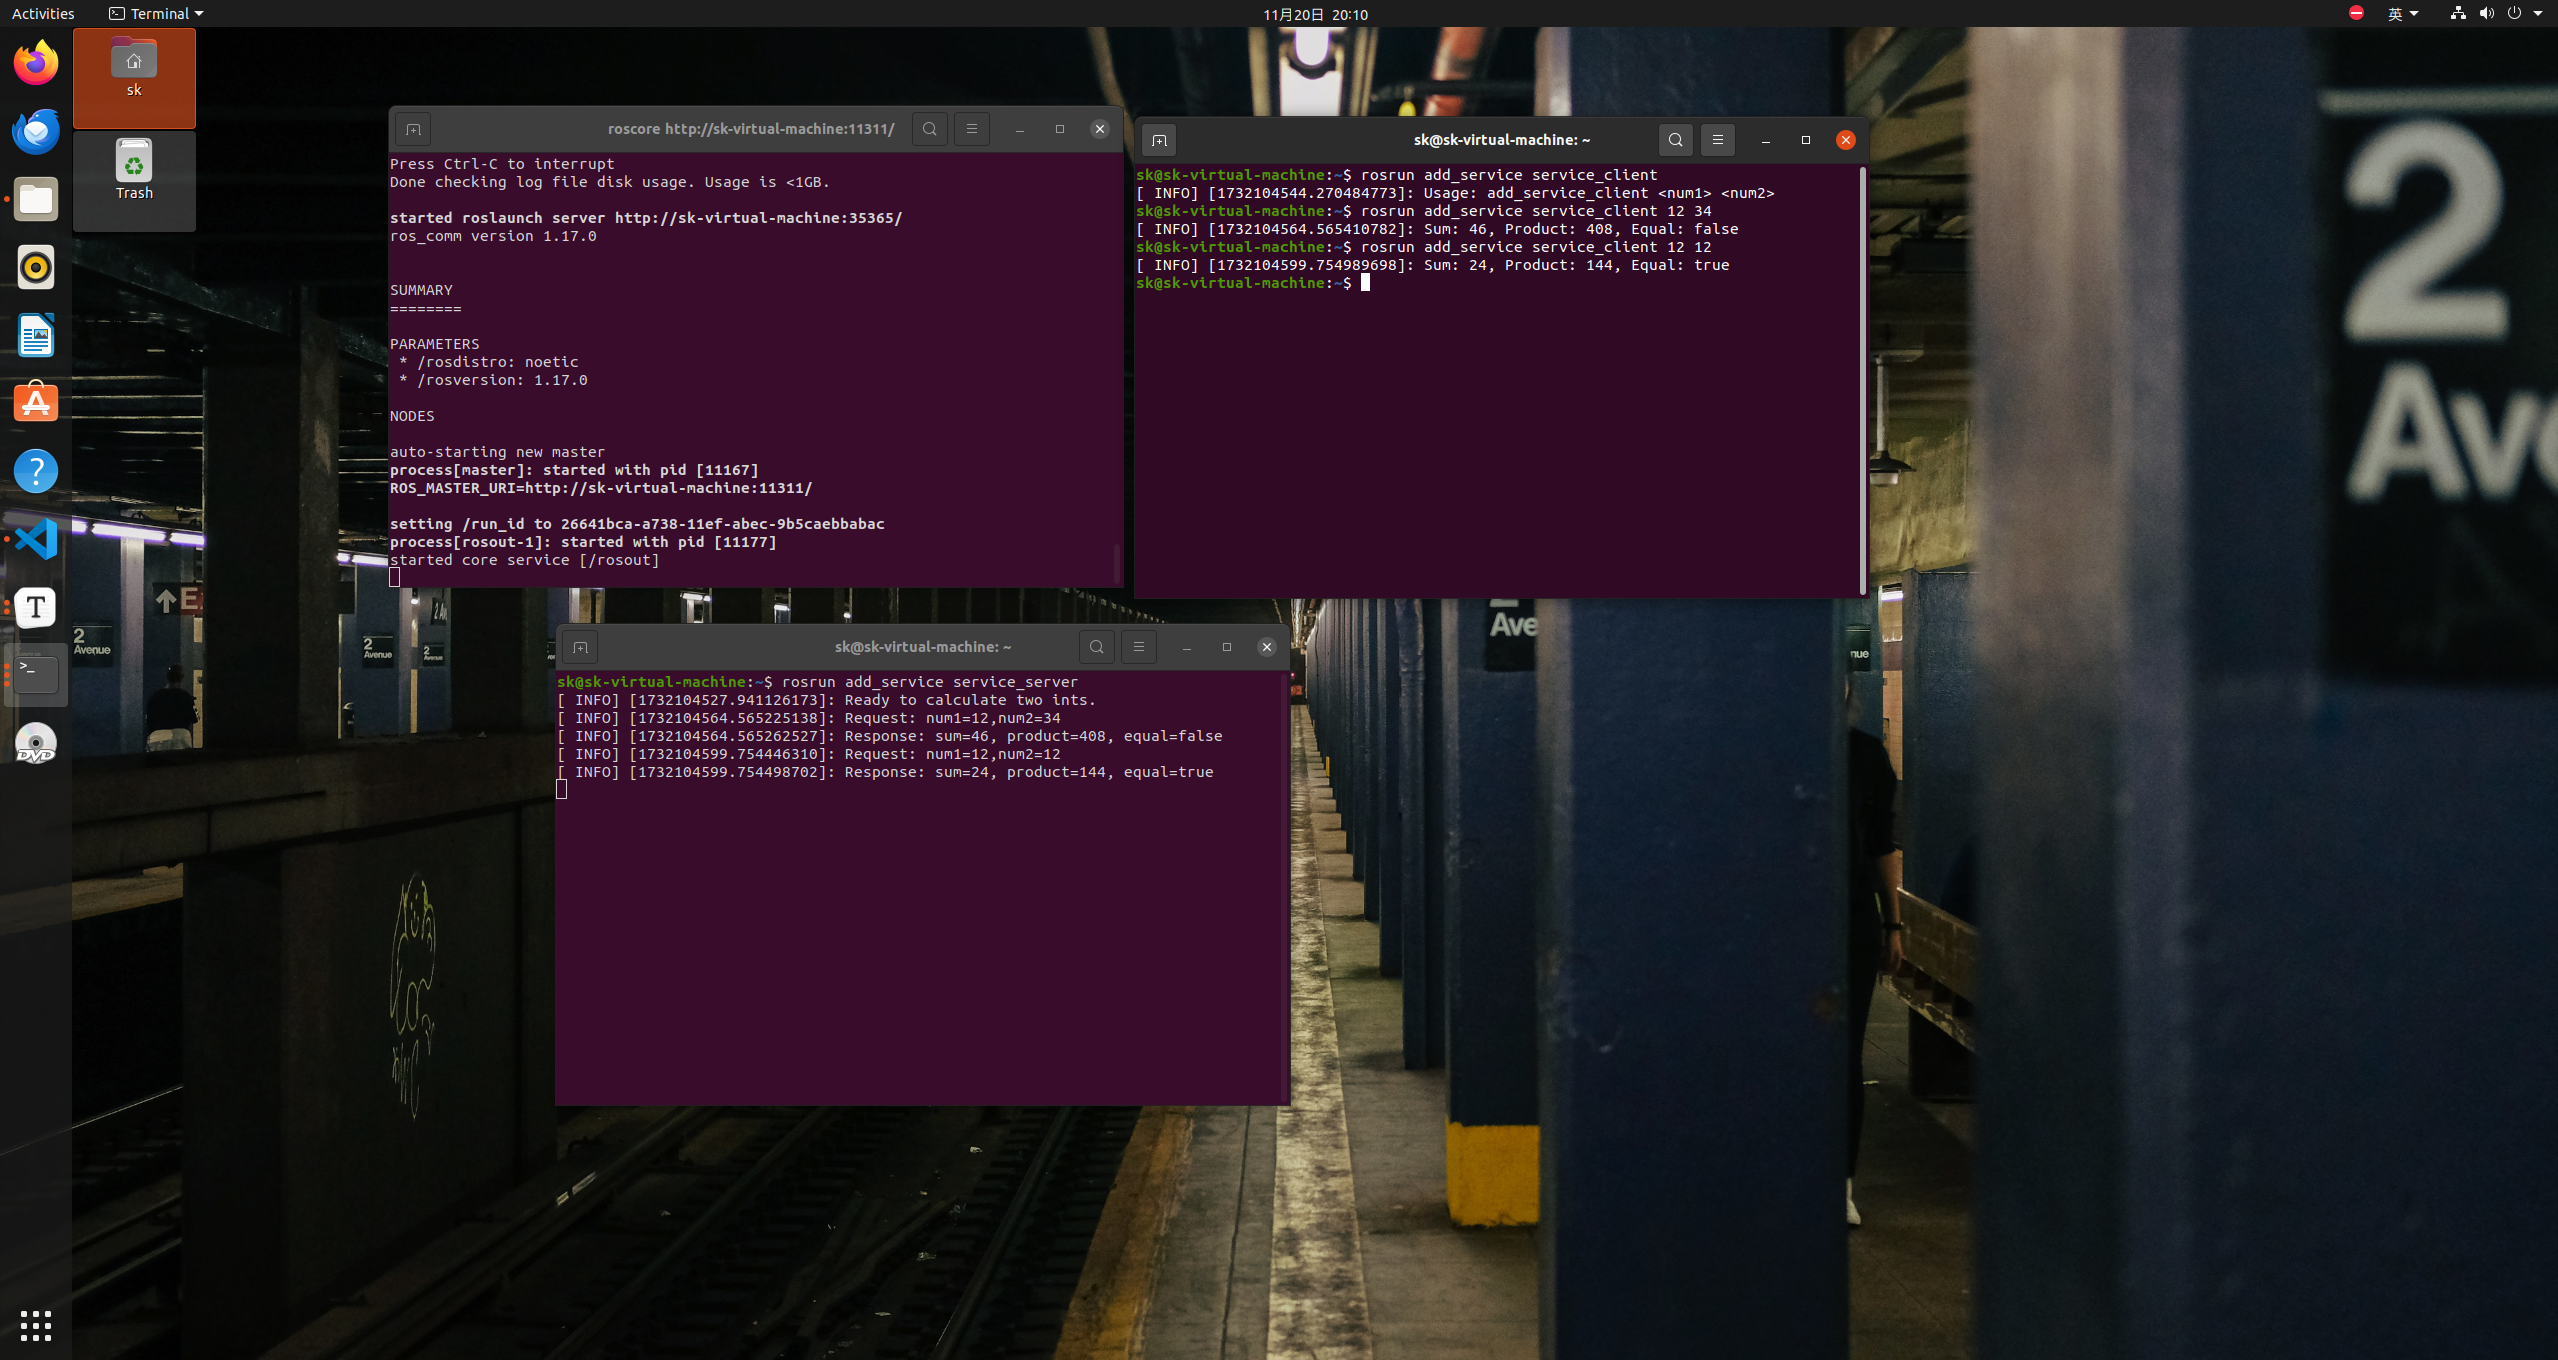 Activities
Terminal
11月20日 20:10
英
sk
Trash
roscore http://sk-virtual-machine:11311/
Press Ctrl-C to interrupt
Done checking log file disk usage. Usage is <1GB.
started roslaunch server http://sk-virtual-machine:35365/
ros_comm version 1.17.0
SUMMARY
========
PARAMETERS
* /rosdistro: noetic
* /rosversion: 1.17.0
NODES
auto-starting new master
process[master]: started with pid [11167]
ROS_MASTER_URI=http://sk-virtual-machine:11311/
setting /run_id to 26641bca-a738-11ef-abec-9b5caebbabac
process[rosout-1]: started with pid [11177]
started core service [/rosout]
sk@sk-virtual-machine: ~
sk@sk-virtual-machine:~$ rosrun add_service service_client
[ INFO] [1732104544.270484773]: Usage: add_service_client <num1> <num2>
sk@sk-virtual-machine:~$ rosrun add_service service_client 12 34
[ INFO] [1732104564.565410782]: Sum: 46, Product: 408, Equal: false
sk@sk-virtual-machine:~$ rosrun add_service service_client 12 12
[ INFO] [1732104599.754989698]: Sum: 24, Product: 144, Equal: true
sk@sk-virtual-machine:~$
sk@sk-virtual-machine: ~
sk@sk-virtual-machine:~$ rosrun add_service service_server
[ INFO] [1732104527.941126173]: Ready to calculate two ints.
[ INFO] [1732104564.565225138]: Request: num1=12,num2=34
[ INFO] [1732104564.565262527]: Response: sum=46, product=408, equal=false
[ INFO] [1732104599.754446310]: Request: num1=12,num2=12
[ INFO] [1732104599.754498702]: Response: sum=24, product=144, equal=true
2
Ave
2
Avenue
2
Avenue
2
Ave
DVD